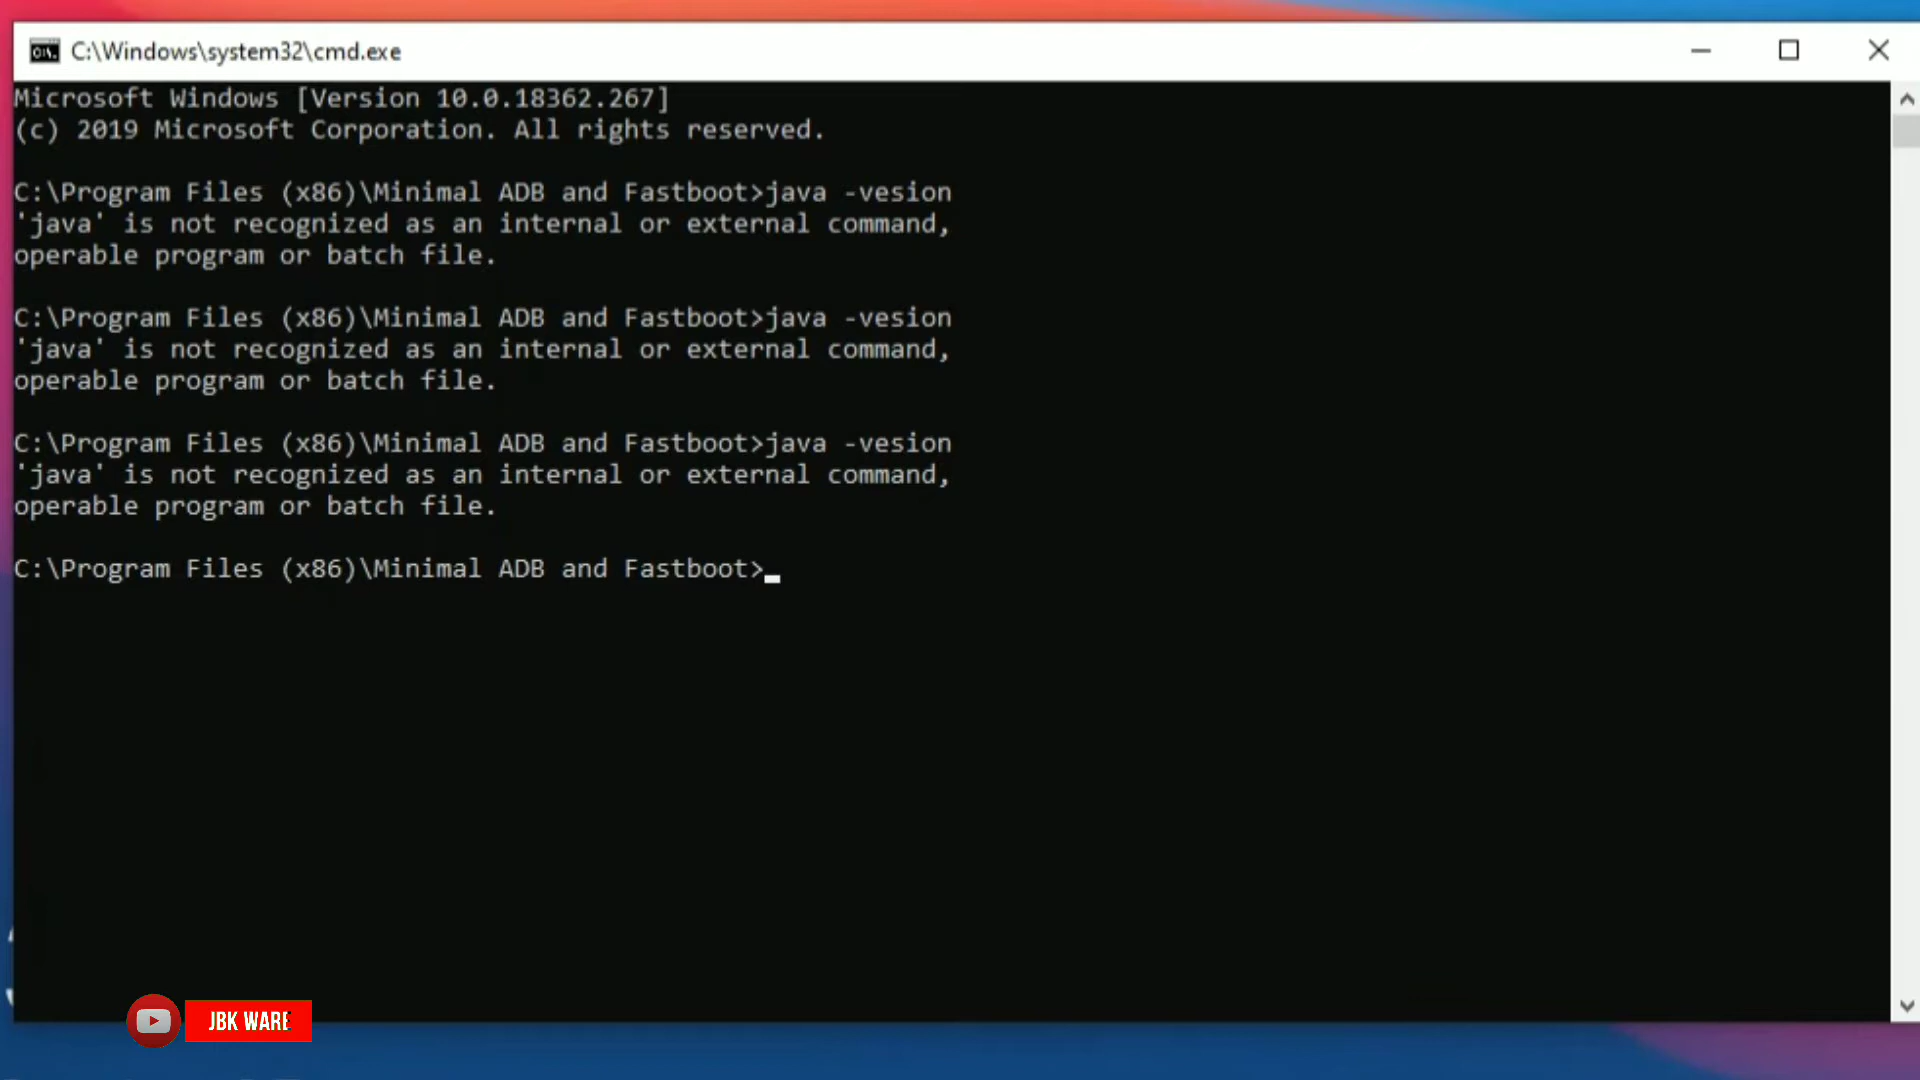 C:\Windows\system32\cmd.exe
Microsoft Windows [Version 10.0.18362.267]
(c) 2019 Microsoft Corporation. All rights reserved.
C:\Program Files (x86)\Minimal ADB and Fastboot>java -vesion
'java' is not recognized as an internal or external command,
operable program or batch file.
C:\Program Files (x86)\Minimal ADB and Fastboot>java -vesion
'java' is not recognized as an internal or external command,
operable program or batch file.
C:\Program Files (x86)\Minimal ADB and Fastboot>java -vesion
'java' is not recognized as an internal or external command,
operable program or batch file.
C:\Program Files (x86)\Minimal ADB and Fastboot>
JBK WARE